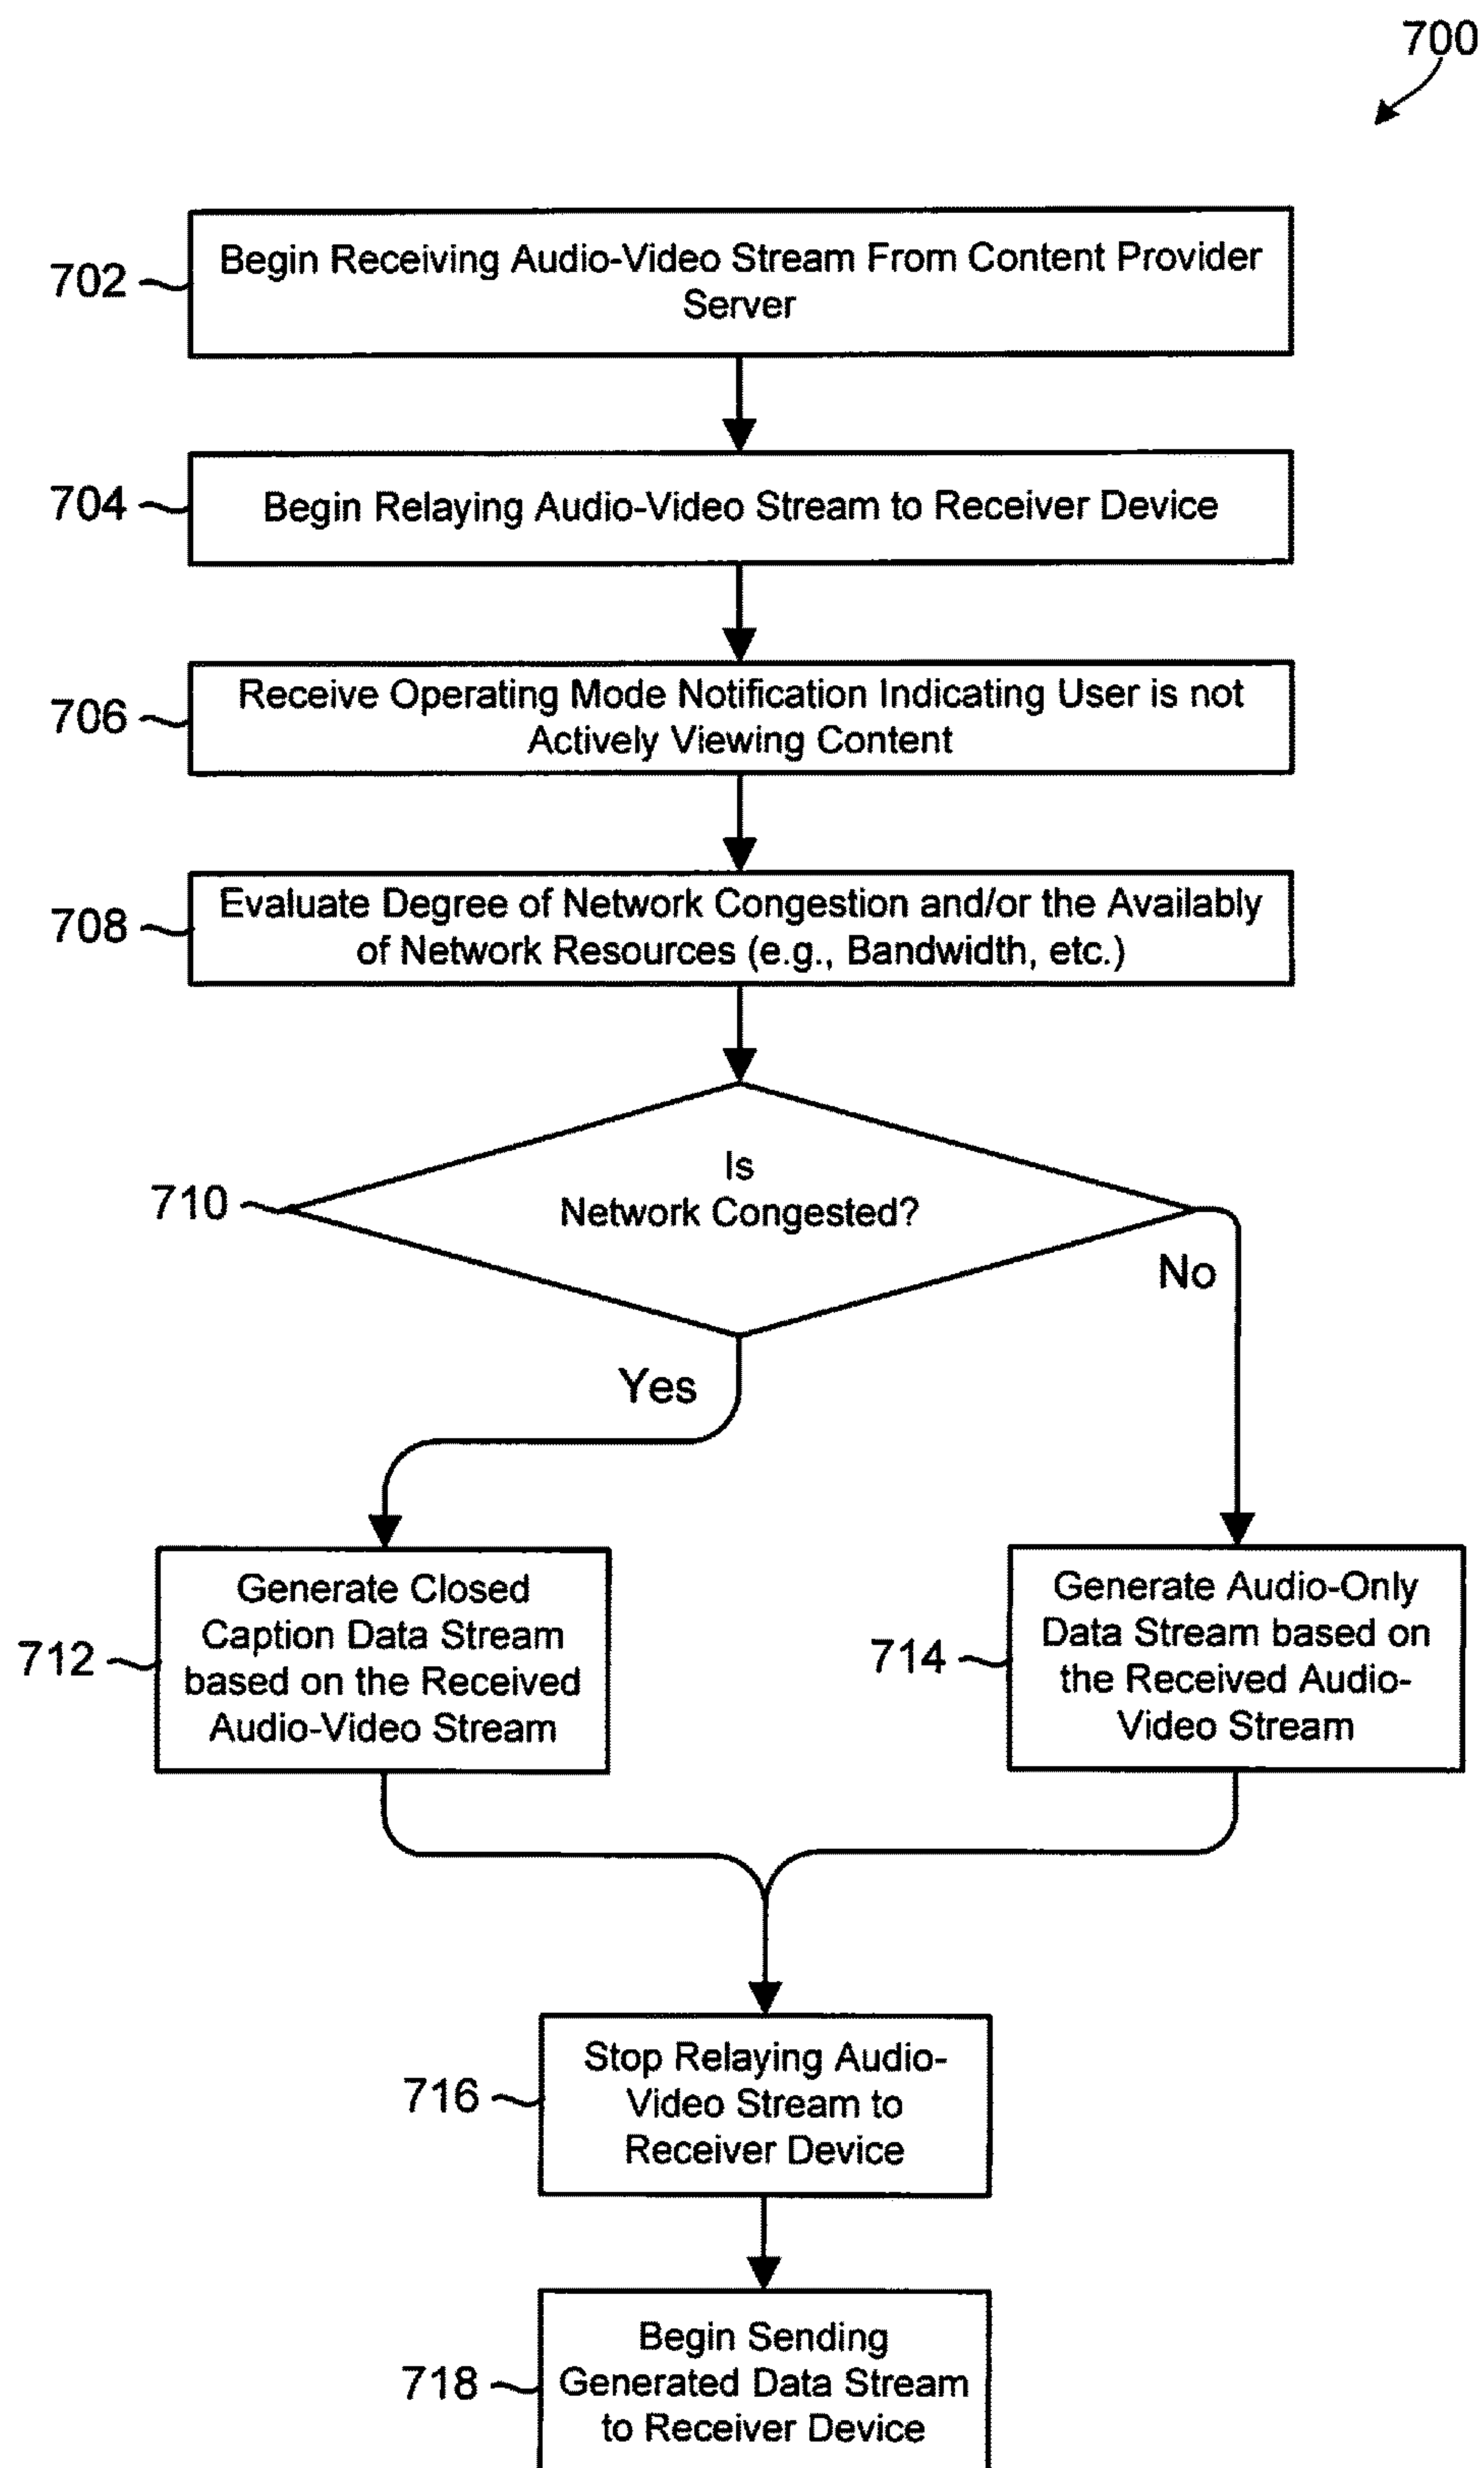 700
702
Begin Receiving Audio-Video Stream From Content Provider
Server
704
Begin Relaying Audio-Video Stream to Receiver Device
706
Receive Operating Mode Notification Indicating User is not
Actively Viewing Content
708
Evaluate Degree of Network Congestion and/or the Availably
of Network Resources (e.g., Bandwidth, etc.)
710
Is
Network Congested?
No
Yes
712
Generate Closed
Caption Data Stream
based on the Received
Audio-Video Stream
714
Generate Audio-Only
Data Stream based on
the Received Audio-
Video Stream
716
Stop Relaying Audio-
Video Stream to
Receiver Device
718
Begin Sending
Generated Data Stream
to Receiver Device